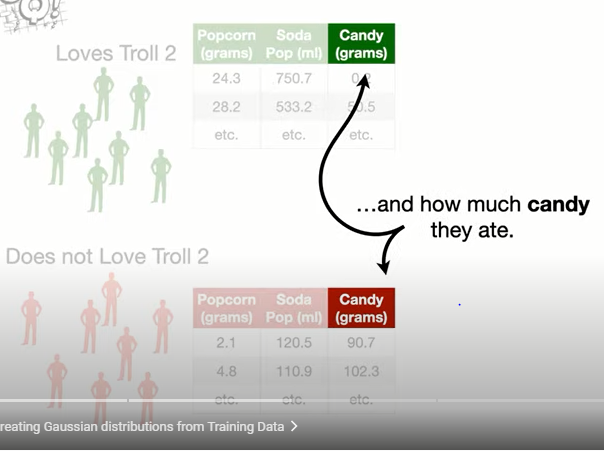 Loves Troll 2
Popcorn (grams) Soda Pop (ml) Candy (grams)
24.3 750.7 0.2
28.2 533.2 50.5
etc. etc. etc.
…and how much candy
they ate.
Does not Love Troll 2
Popcorn (grams) Soda Pop (ml) Candy (grams)
2.1 120.5 90.7
4.8 110.9 102.3
etc. etc. etc.
reating Gaussian distributions from Training Data